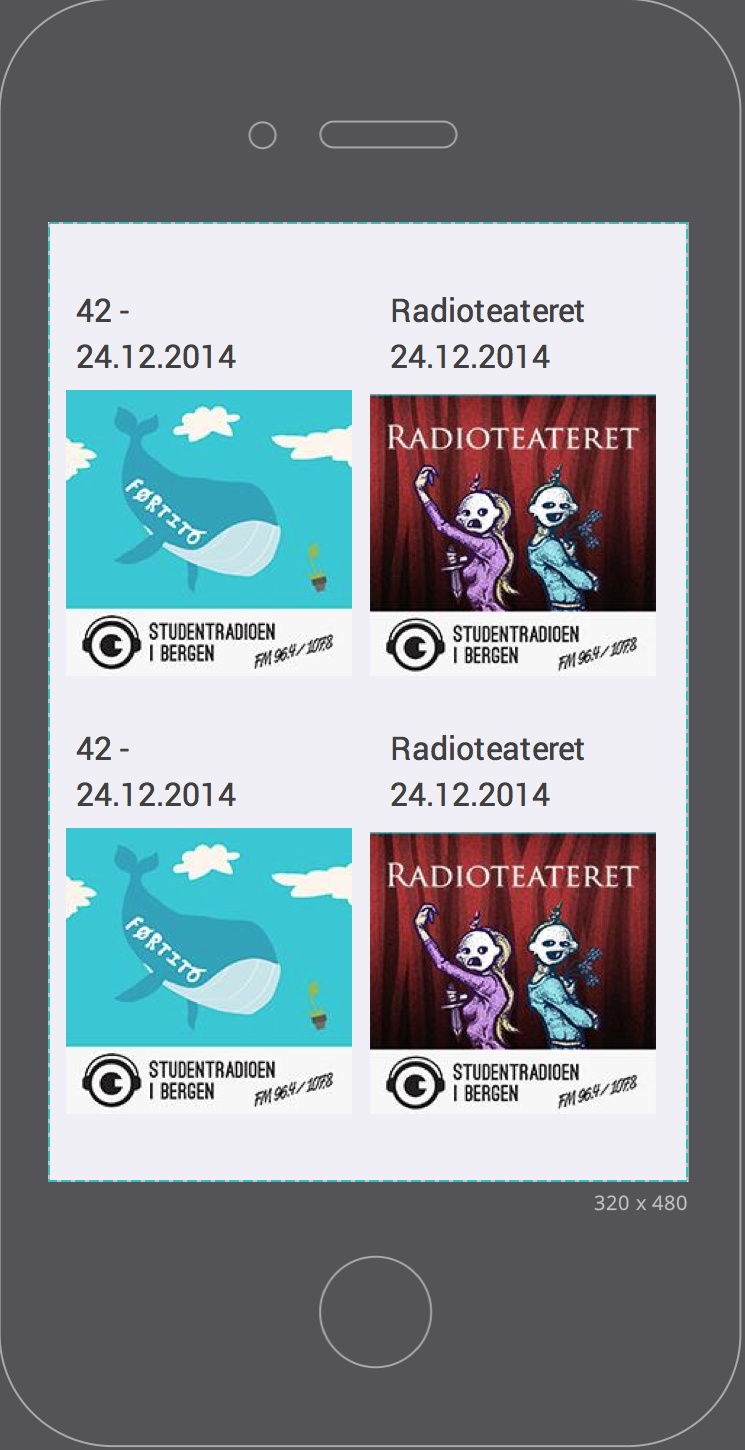 42 -
24.12.2014
Radioteateret
24.12.2014
FØRTITO
STUDENTRADIOEN
I BERGEN
FM 96.4 / 107.8
RADIOTEATERET
STUDENTRADIOEN
I BERGEN
FM 96.4 / 107.8
42 -
24.12.2014
Radioteateret
24.12.2014
FØRTITO
STUDENTRADIOEN
I BERGEN
FM 96.4 / 107.8
RADIOTEATERET
STUDENTRADIOEN
I BERGEN
FM 96.4 / 107.8
320 x 480